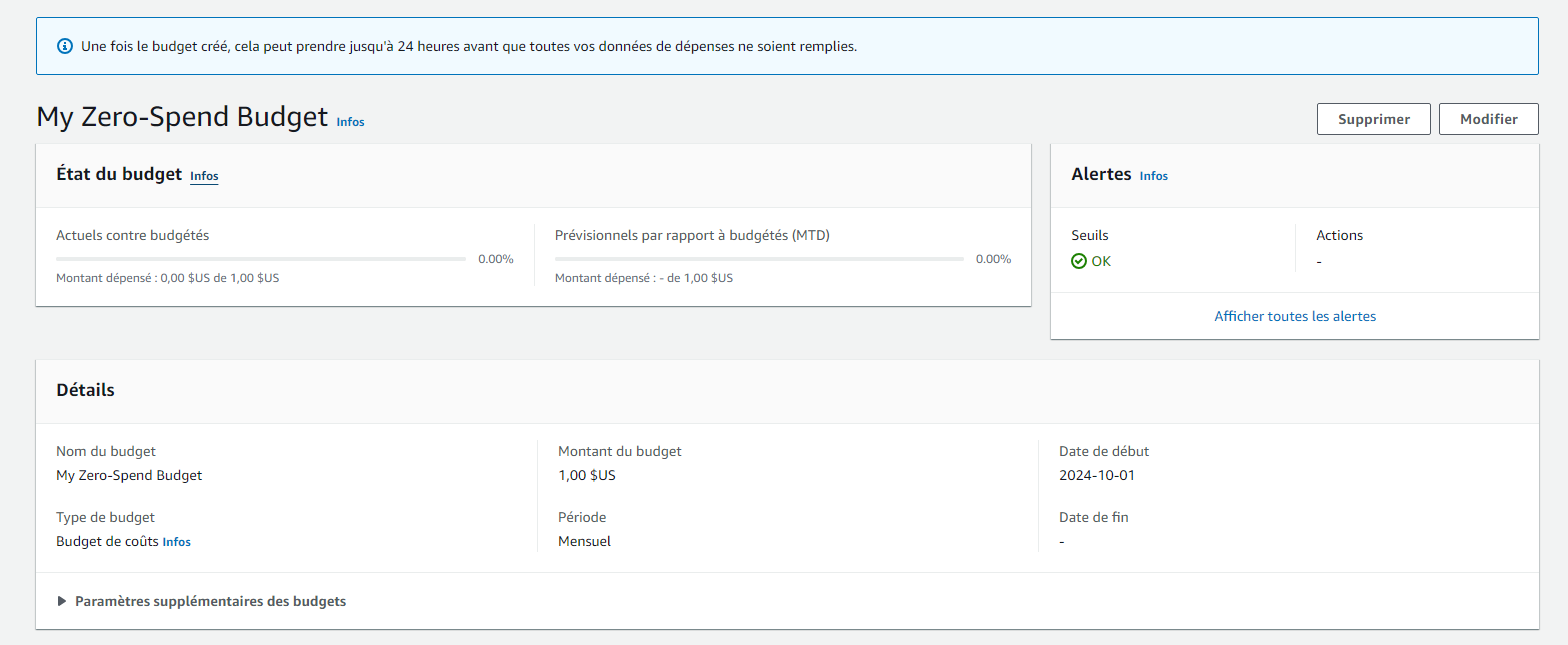 Une fois le budget créé, cela peut prendre jusqu'à 24 heures avant que toutes vos données de dépenses ne soient remplies.
My Zero-Spend Budget Infos
Supprimer
Modifier
État du budget Infos
Actuels contre budgétés
0.00%
Montant dépensé : 0,00 $US de 1,00 $US
Prévisionnels par rapport à budgétés (MTD)
0.00%
Montant dépensé : - de 1,00 $US
Alertes Infos
Seuils
OK
Actions
-
Afficher toutes les alertes
Détails
Nom du budget
My Zero-Spend Budget
Type de budget
Budget de coûts Infos
Montant du budget
1,00 $US
Période
Mensuel
Date de début
2024-10-01
Date de fin
-
Paramètres supplémentaires des budgets